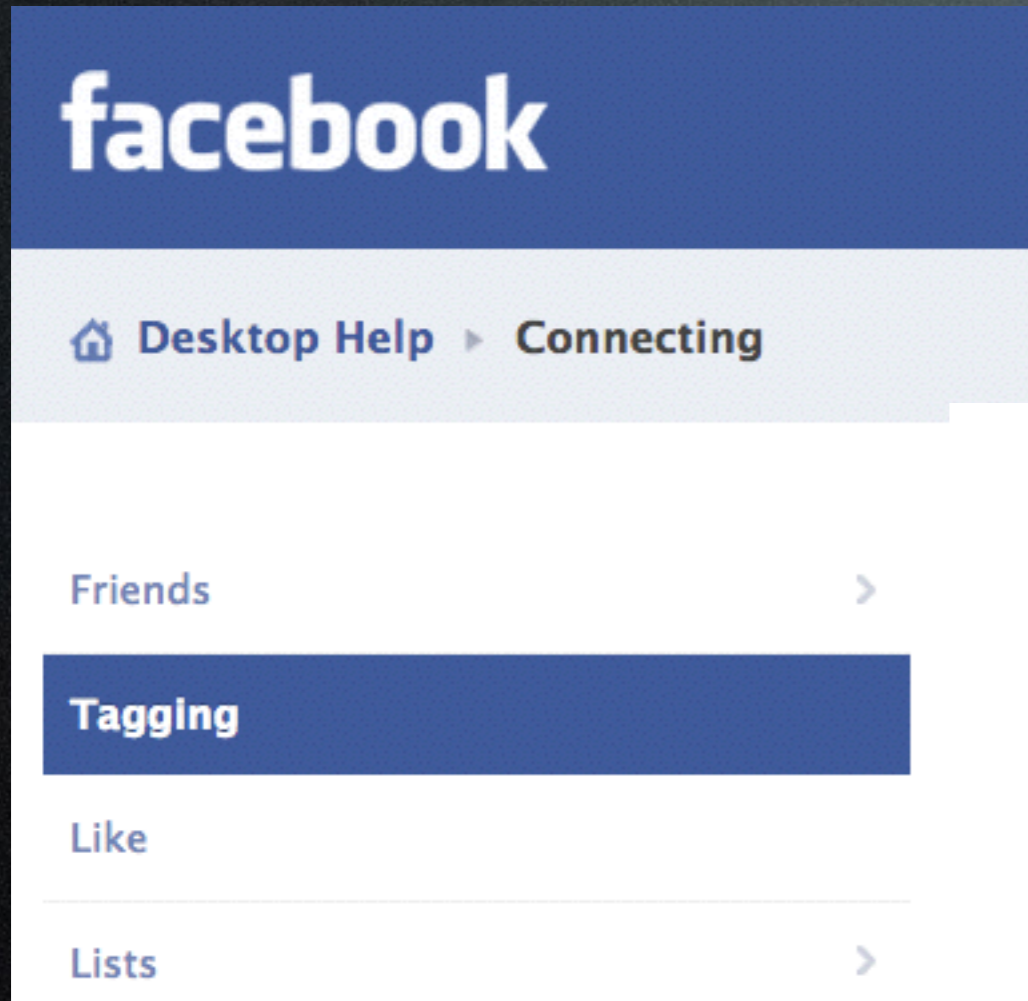 facebook
Desktop Help Connecting
Friends
Tagging
Like
Lists